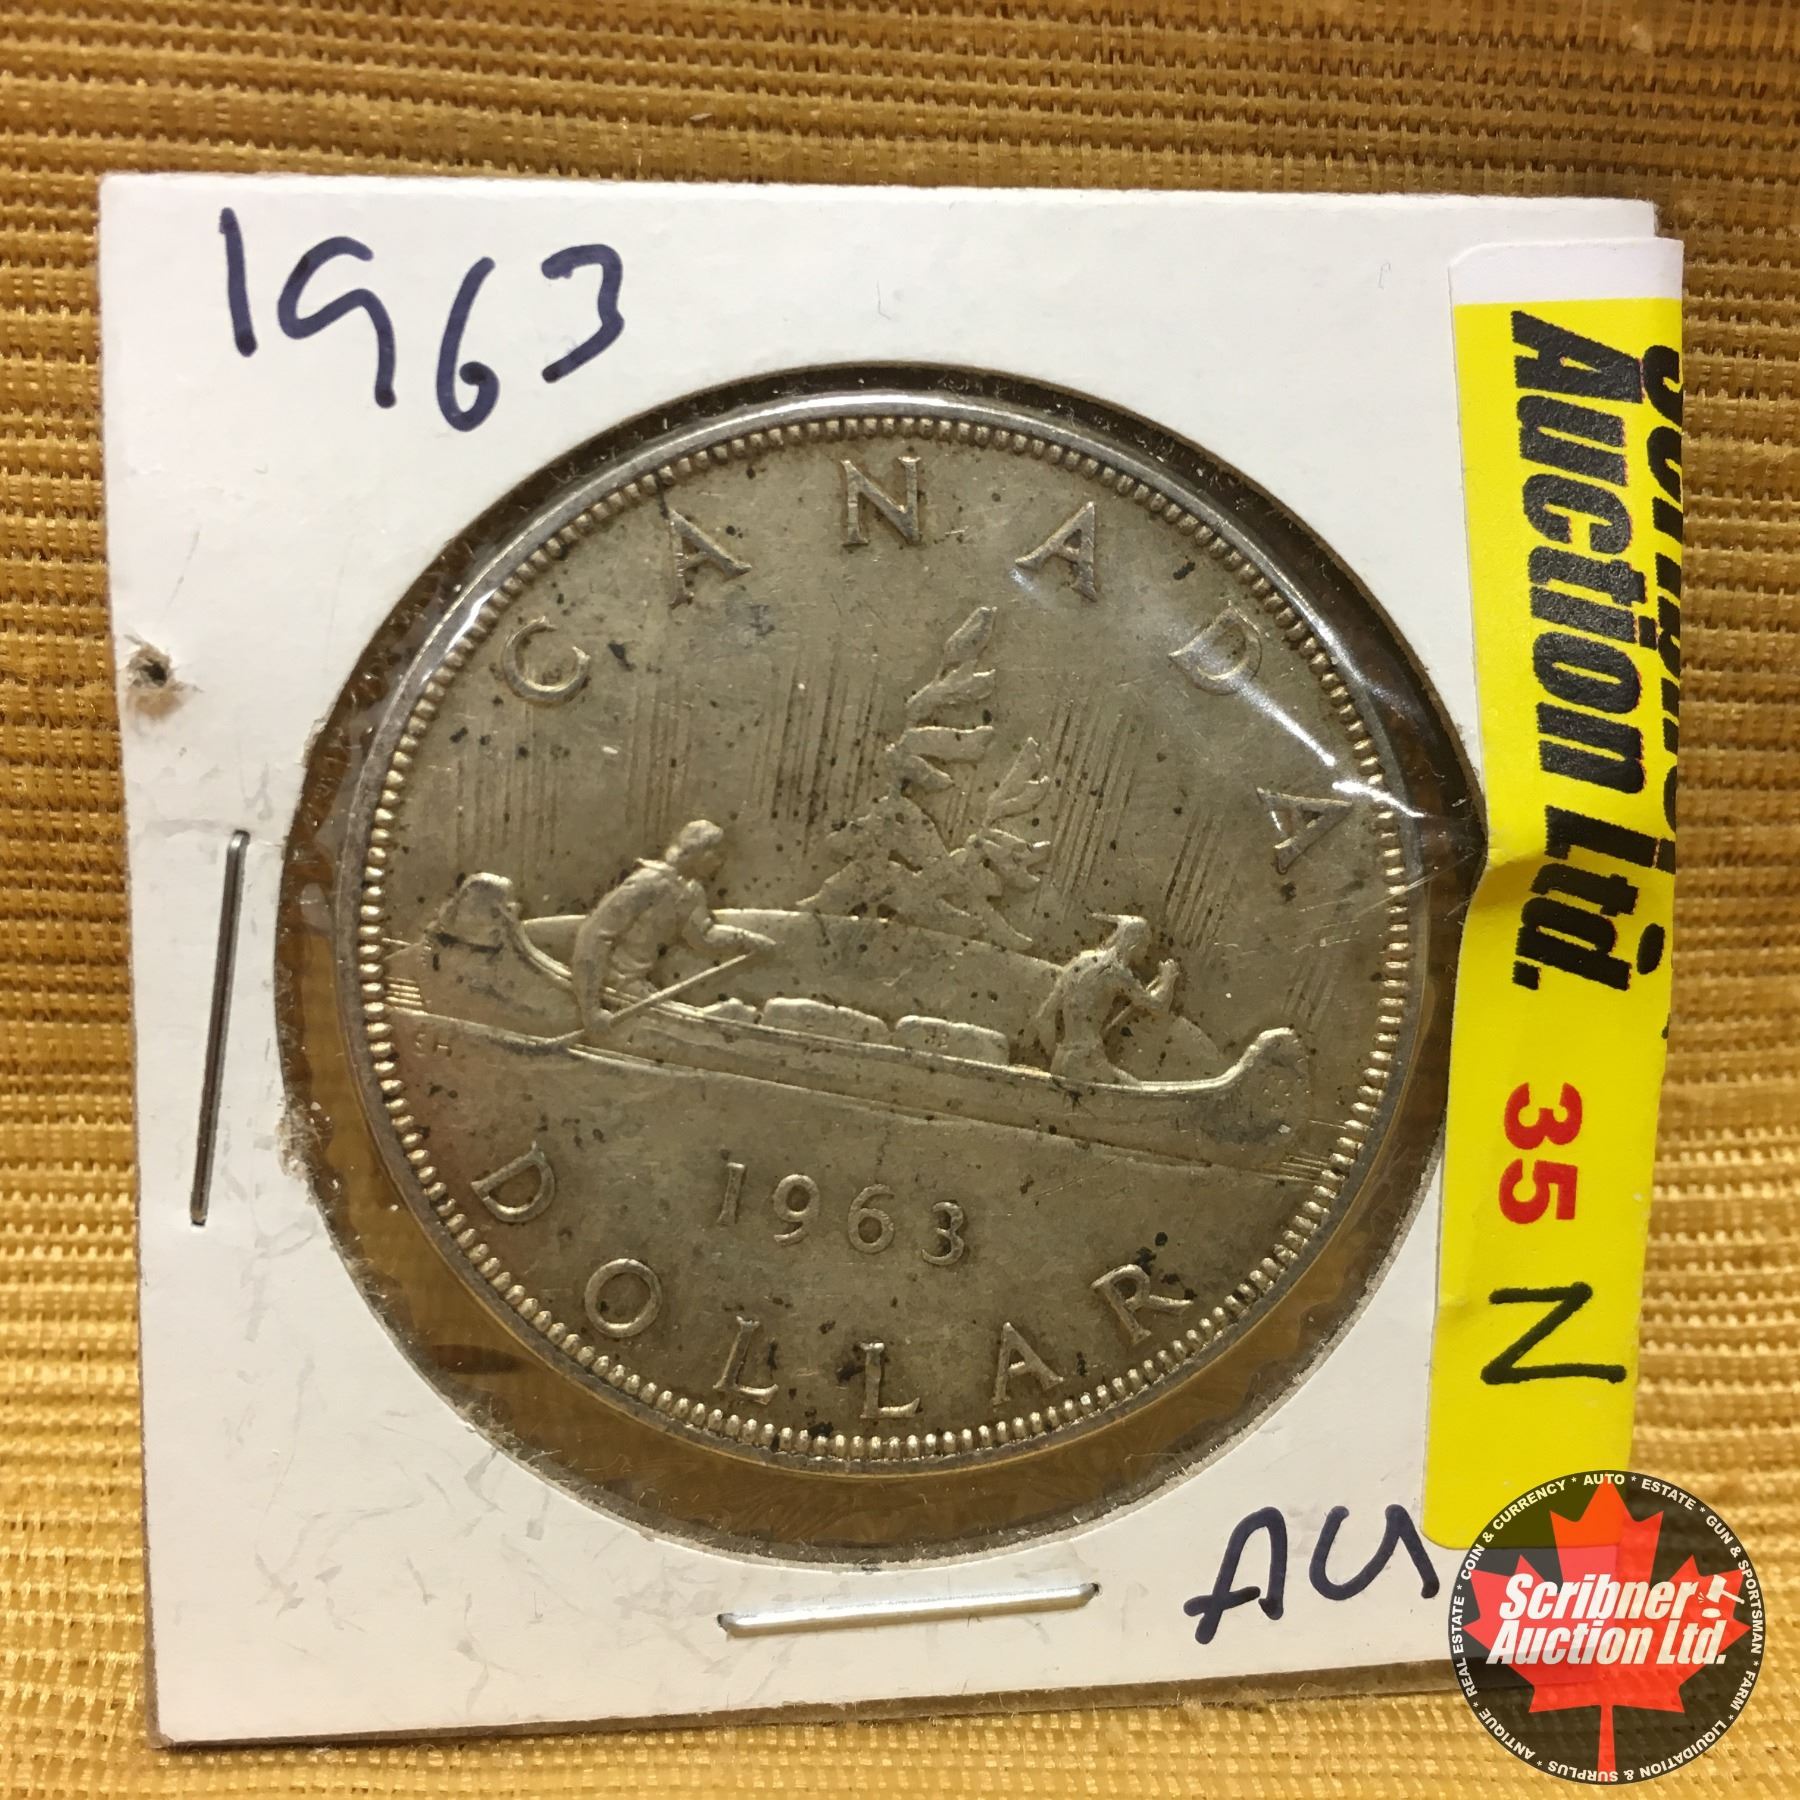 1963
CANADA
EH
1963
DOLLAR
AU
Auction Ltd.
35 N
COIN & CURRENCY * AUTO * ESTATE * GUN & SPORTSMAN * FARM * LIQUIDATION & SURPLUS * ANTIQUE * REAL ESTATE *
Scribner
Auction Ltd.